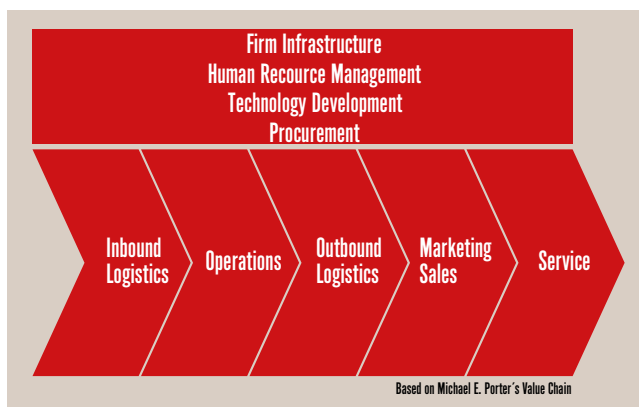 Firm Infrastructure
Human Recource Management
Technology Development
Procurement
Inbound
Logistics
Operations
Outbound
Logistics
Marketing
Sales
Service
Based on Michael E. Porter´s Value Chain